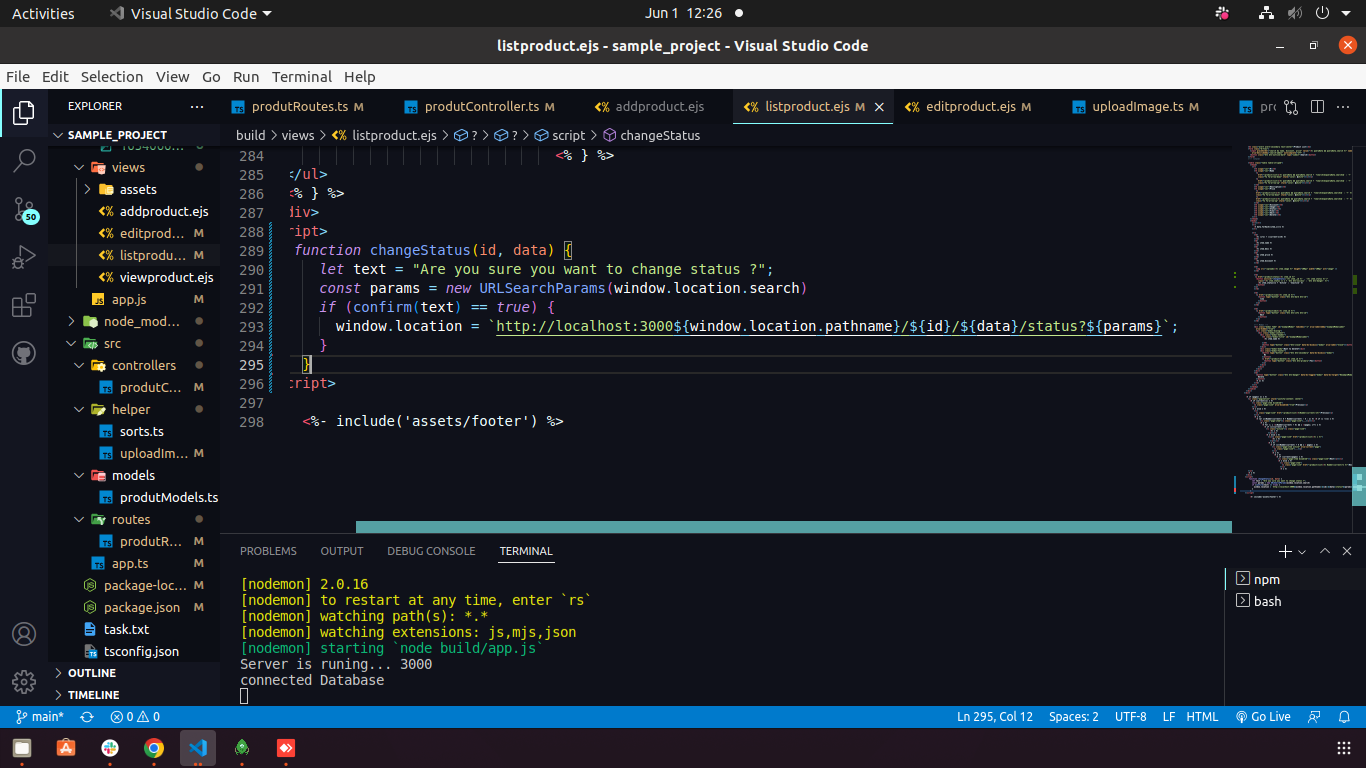 Activities
Visual Studio Code
Jun 1 12:26
listproduct.ejs - sample_project - Visual Studio Code
File Edit Selection View Go Run Terminal Help
EXPLORER
produtRoutes.ts M
produtController.ts M
addproduct.ejs
listproduct.ejs M
editproduct.ejs M
uploadImage.ts M
SAMPLE_PROJECT
build > views > listproduct.ejs > ? > ? > script > changeStatus
views
assets
addproduct.ejs
editprod...  M
listprodu...  M
viewproduct.ejs
app.js M
node_mod...
src
controllers
produtC... M
helper
sorts.ts
uploadIm... M
models
produtModels.ts
routes
produtR... M
app.ts M
package-loc... M
package.json M
task.txt
tsconfig.json
OUTLINE
TIMELINE
50
284 <% } %>
285 </ul>
286 <% } %>
287 div>
288 ript>
289 function changeStatus(id, data) {
290 let text = "Are you sure you want to change status ?";
291 const params = new URLSearchParams(window.location.search)
292 if (confirm(text) == true) {
293 window.location = `http://localhost:3000${window.location.pathname}/${id}/${data}/status?${params}`;
294 }
295 }
296 cript>
297
298 <%- include('assets/footer') %>
PROBLEMS OUTPUT DEBUG CONSOLE TERMINAL
[nodemon] 2.0.16
[nodemon] to restart at any time, enter `rs`
[nodemon] watching path(s): *.*
[nodemon] watching extensions: js,mjs,json
[nodemon] starting `node build/app.js`
Server is runing... 3000
connected Database
npm
bash
main* 0 0 Ln 295, Col 12 Spaces: 2 UTF-8 LF HTML Go Live